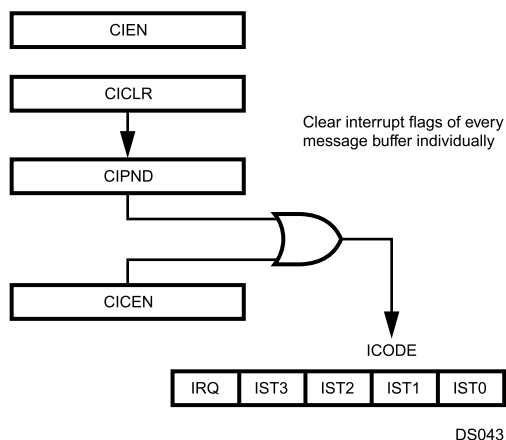 CIEN
CICLR
Clear interrupt flags of every
message buffer individually
CIPND
CICEN
ICODE
IRQ IST3 IST2 IST1 IST0
DS043